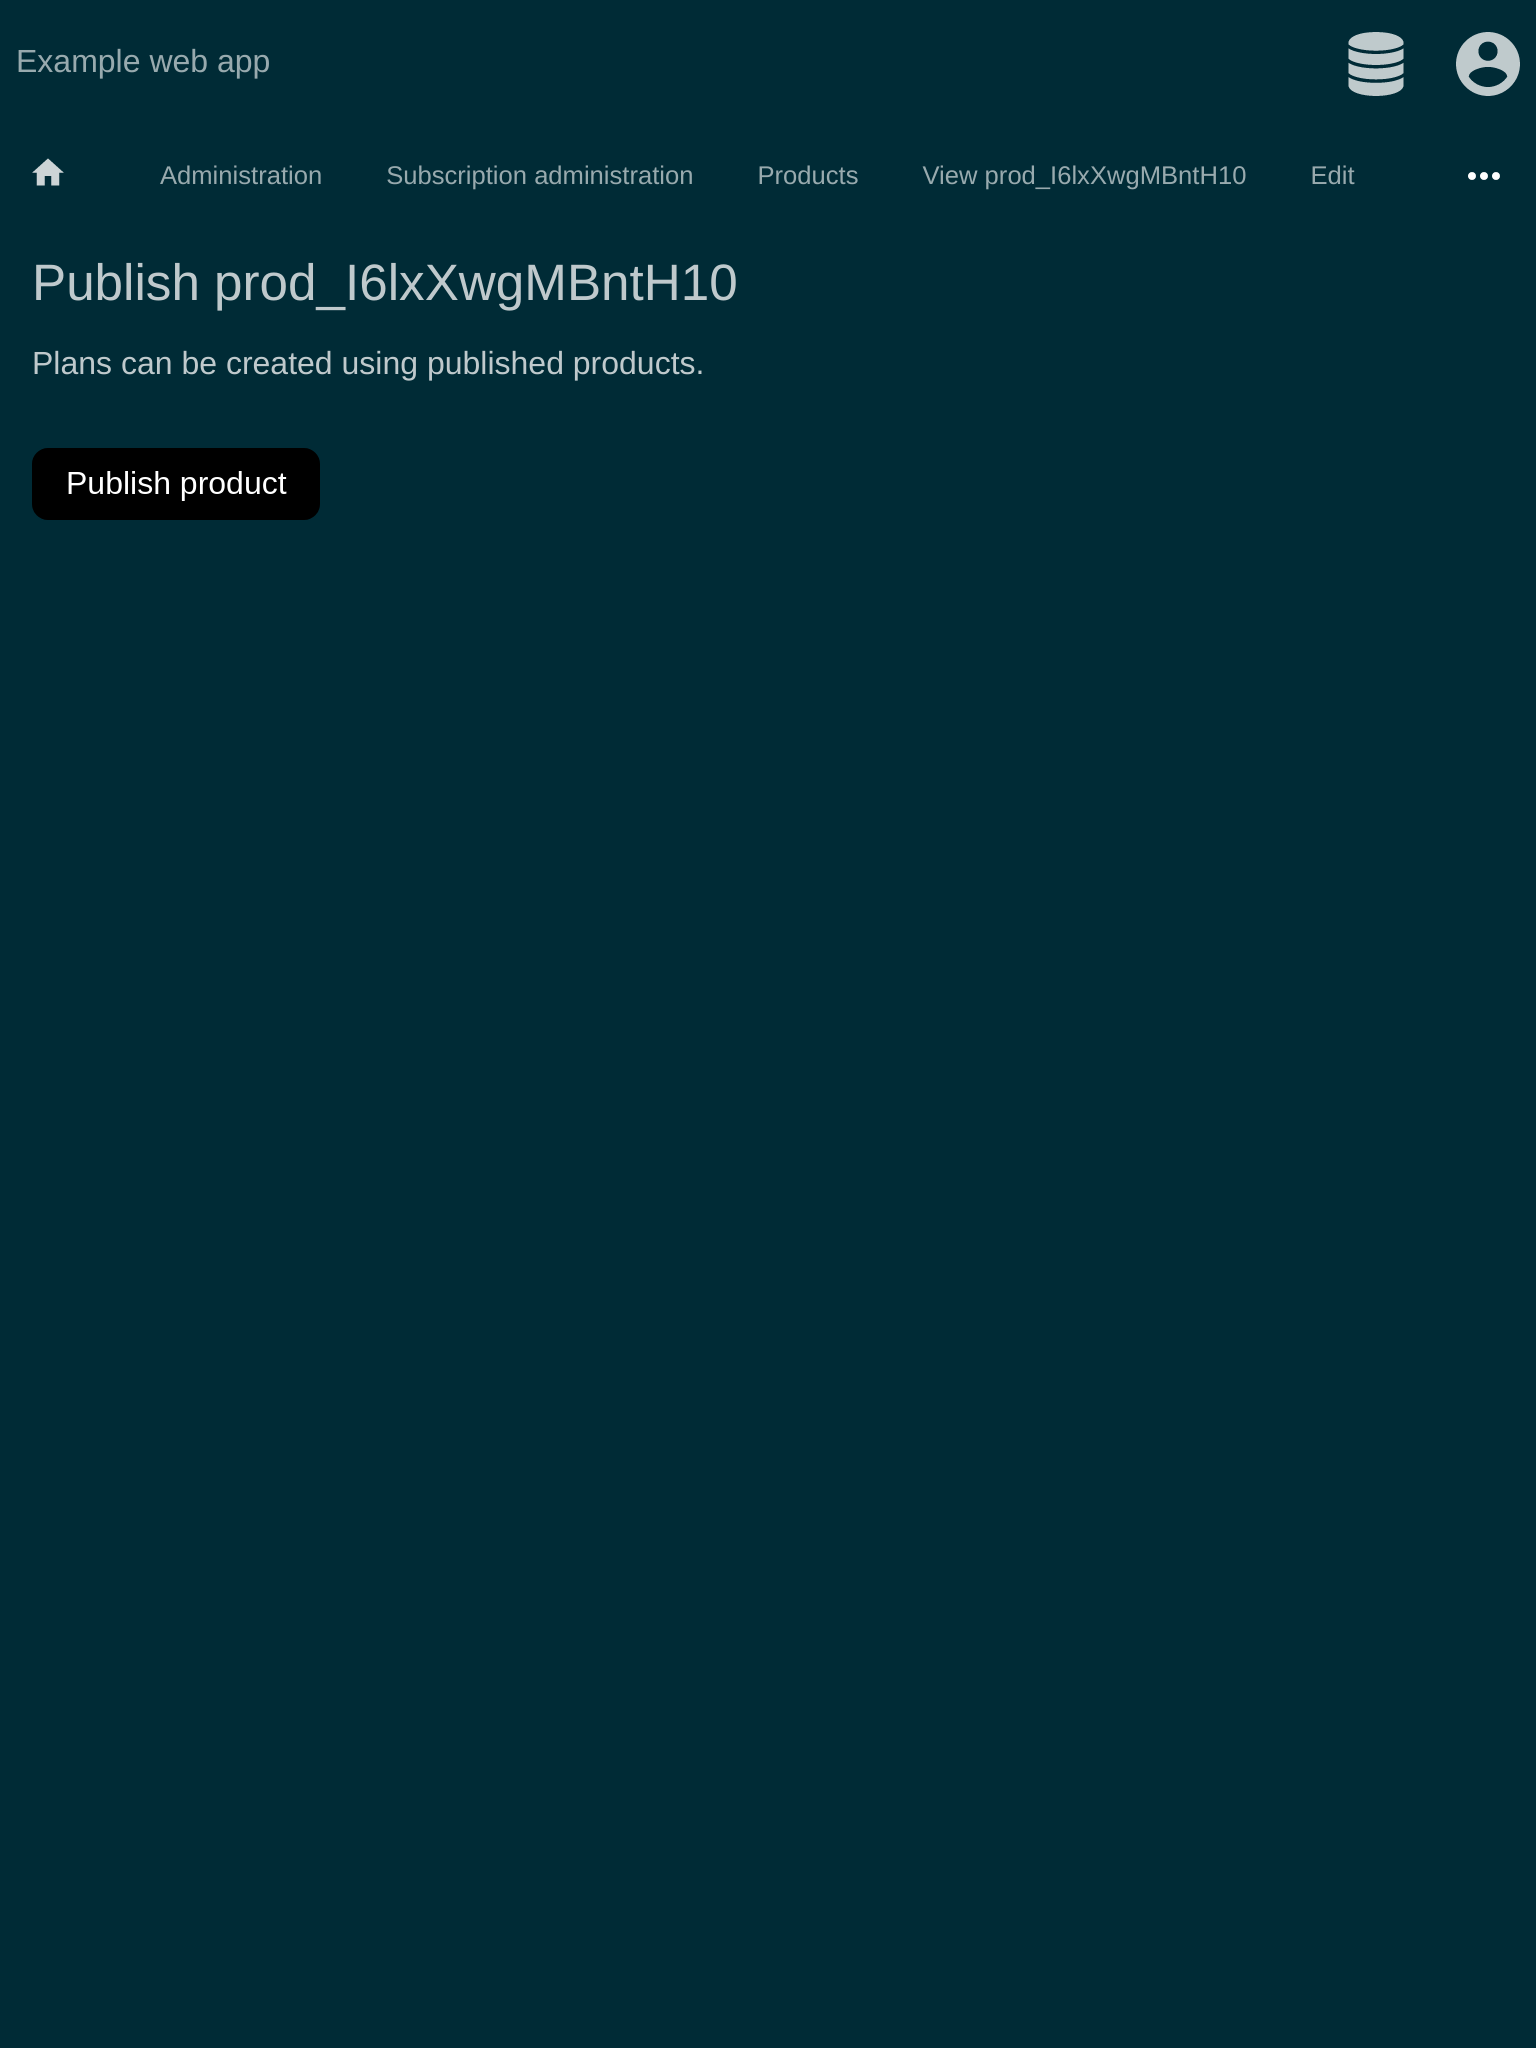 Example web app
Administration Subscription administration Products View prod_I6lxXwgMBntH10 Edit
Publish prod_I6lxXwgMBntH10
Plans can be created using published products.
Publish product